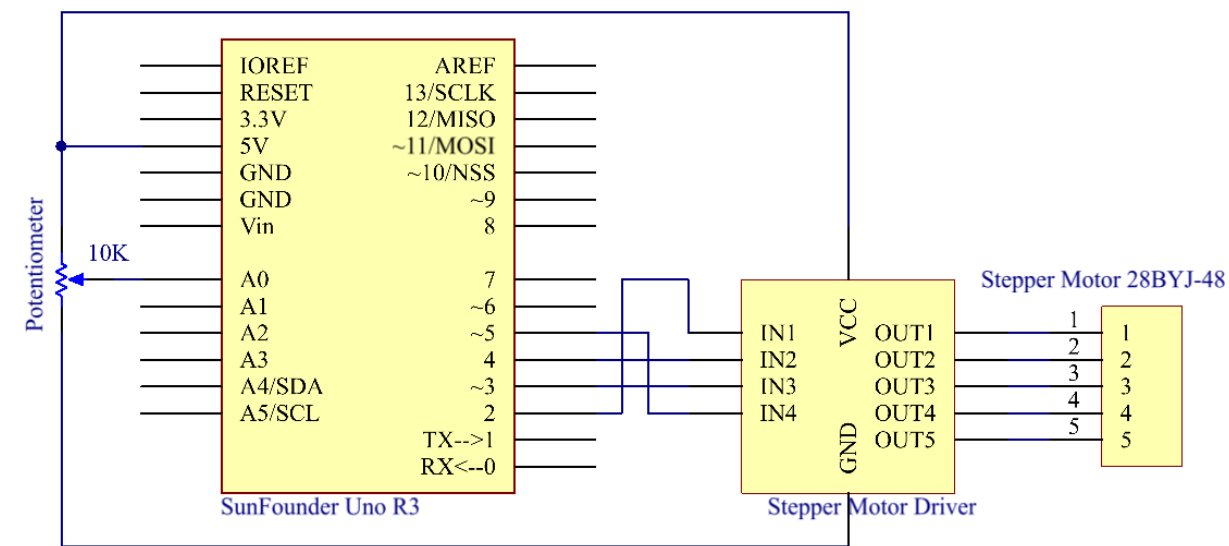 IOREF AREF
RESET 13/SCLK
3.3V 12/MISO
5V ~11/MOSI
GND ~10/NSS
GND ~9
Vin 8
10K
Potentiometer
A0 7
A1 ~6
A2 ~5
A3 4
A4/SDA ~3
A5/SCL 2
TX-->1
RX<--0
SunFounder Uno R3
VCC
IN1 OUT1
IN2 OUT2
IN3 OUT3
IN4 OUT4
OUT5
GND
Stepper Motor Driver
Stepper Motor 28BYJ-48
1 1
2 2
3 3
4 4
5 5